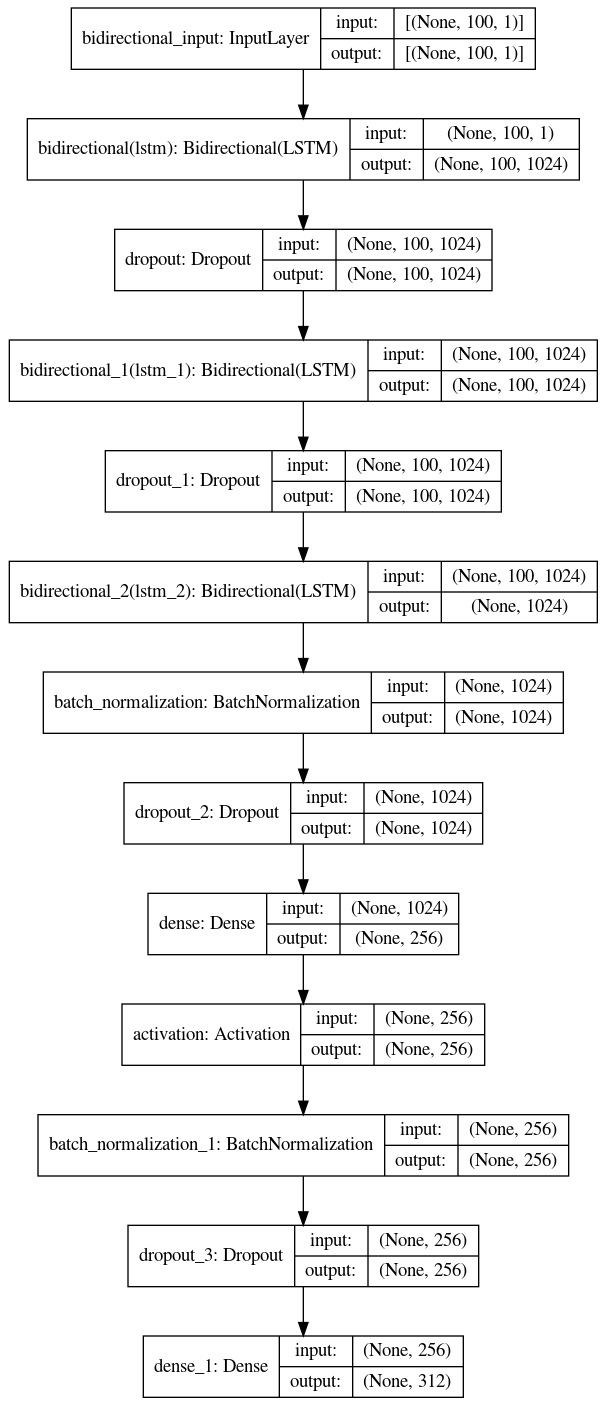 bidirectional_input: InputLayer
input: [(None, 100, 1)]
output: [(None, 100, 1)]
bidirectional(lstm): Bidirectional(LSTM)
input: (None, 100, 1)
output: (None, 100, 1024)
dropout: Dropout
input: (None, 100, 1024)
output: (None, 100, 1024)
bidirectional_1(lstm_1): Bidirectional(LSTM)
input: (None, 100, 1024)
output: (None, 100, 1024)
dropout_1: Dropout
input: (None, 100, 1024)
output: (None, 100, 1024)
bidirectional_2(lstm_2): Bidirectional(LSTM)
input: (None, 100, 1024)
output: (None, 1024)
batch_normalization: BatchNormalization
input: (None, 1024)
output: (None, 1024)
dropout_2: Dropout
input: (None, 1024)
output: (None, 1024)
dense: Dense
input: (None, 1024)
output: (None, 256)
activation: Activation
input: (None, 256)
output: (None, 256)
batch_normalization_1: BatchNormalization
input: (None, 256)
output: (None, 256)
dropout_3: Dropout
input: (None, 256)
output: (None, 256)
dense_1: Dense
input: (None, 256)
output: (None, 312)